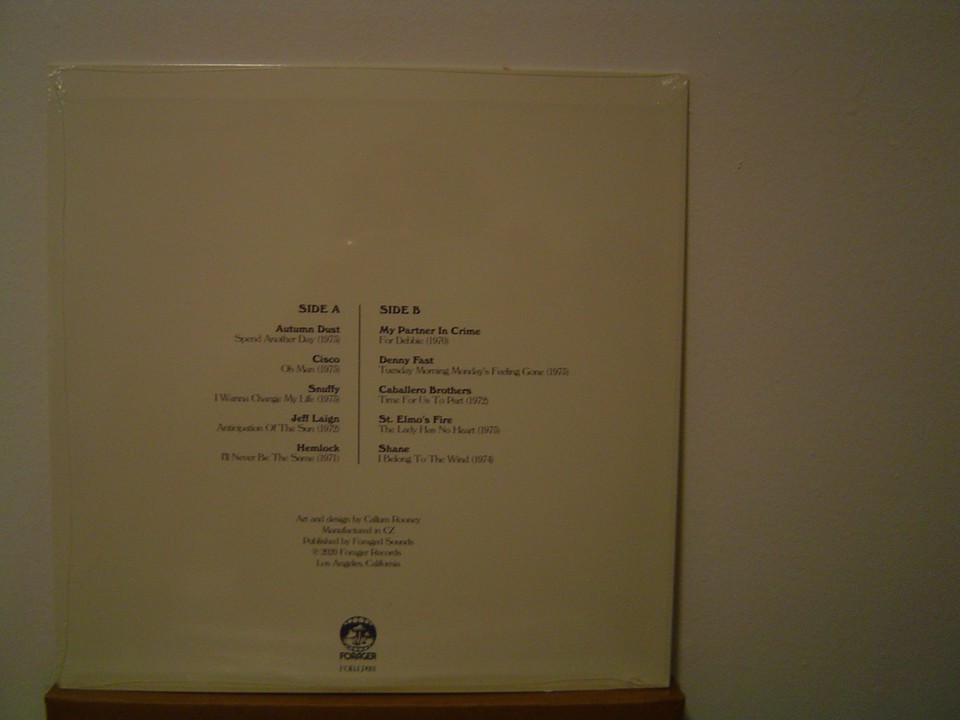 SIDE A
Autumn Dust
Spend Another Day (1975)
Cisco
Oh Man (1975)
Snuffy
I Wanna Change My Life (1975)
Jeff Laign
Anticipation Of The Sun (1972)
Hemlock
I'll Never Be The Same (1971)
SIDE B
My Partner In Crime
For Debbie (1970)
Denny Fast
Tuesday Morning Monday's Feeling Gone (1975)
Caballero Brothers
Time For Us To Part (1972)
St. Elmo's Fire
The Lady Has No Heart (1975)
Shane
I Belong To The Wind (1974)
Art and design by Callum Rooney
Manufactured in CZ
Published by Foraged Sounds
© 2020 Forager Records
Los Angeles, California
FORAGER